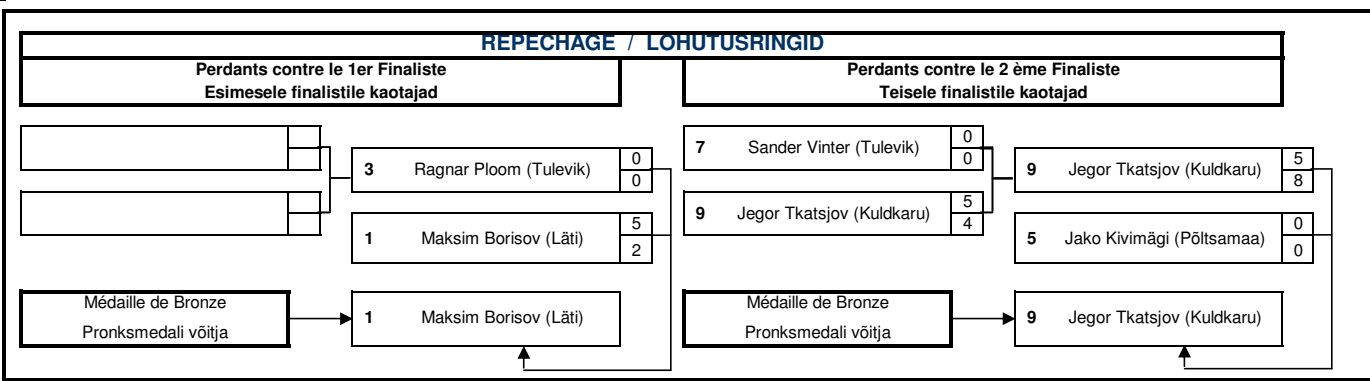 REPECHAGE / LOHUTUSRINGID
Perdants contre le 1er Finaliste
Esimesele finalistile kaotajad
Perdants contre le 2 ème Finaliste
Teisele finalistile kaotajad
3 Ragnar Ploom (Tulevik) 0
0
1 Maksim Borisov (Läti) 5
2
Médaille de Bronze
Pronksmedali võitja
1 Maksim Borisov (Läti)
7 Sander Vinter (Tulevik) 0
0
9 Jegor Tkatsjov (Kuldkaru) 5
4
9 Jegor Tkatsjov (Kuldkaru) 5
8
5 Jako Kivimägi (Põltsamaa) 0
0
Médaille de Bronze
Pronksmedali võitja
9 Jegor Tkatsjov (Kuldkaru)